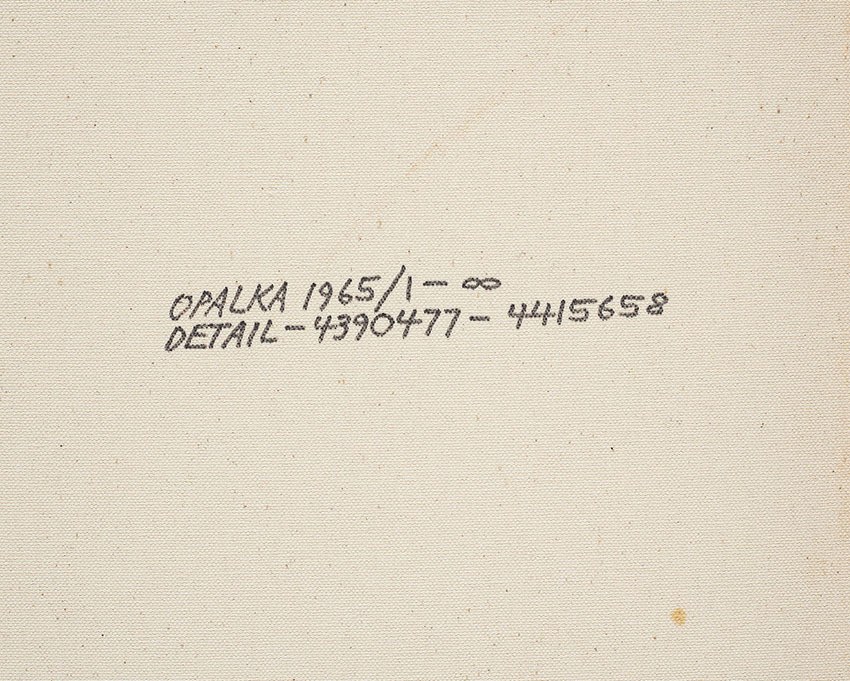 OPALKA 1965/1 – ∞
DETAIL – 4390477 – 4415658